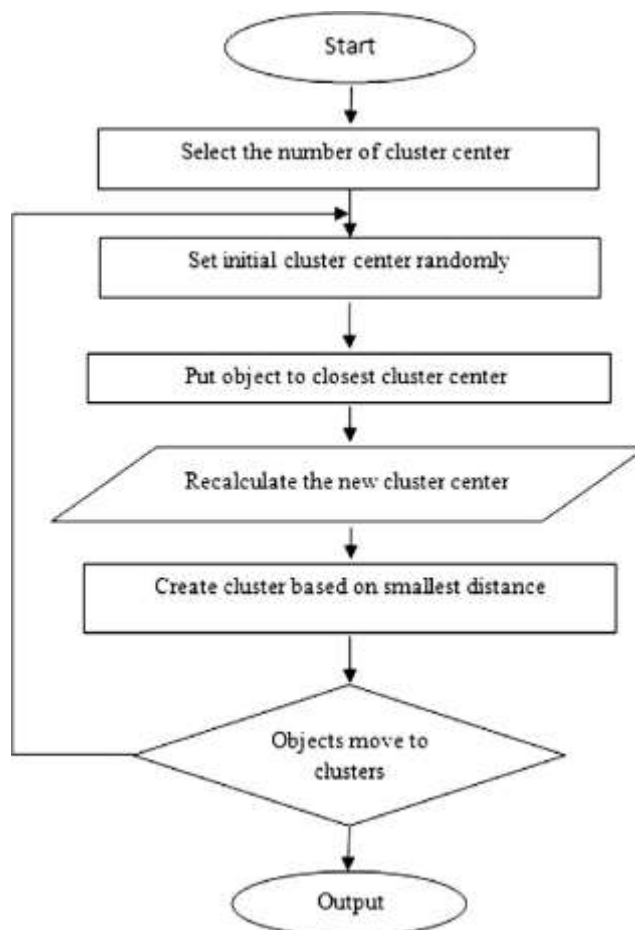 Start
Select the number of cluster center
Set initial cluster center randomly
Put object to closest cluster center
Recalculate the new cluster center
Create cluster based on smallest distance
Objects move to
clusters
Output